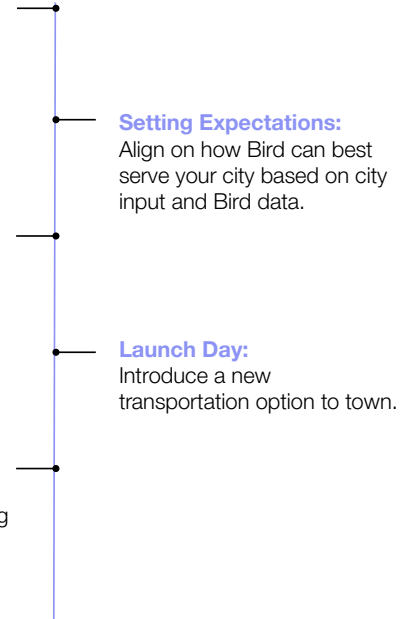 Setting Expectations:
Align on how Bird can best
serve your city based on city
input and Bird data.
Launch Day:
Introduce a new
transportation option to town.
g